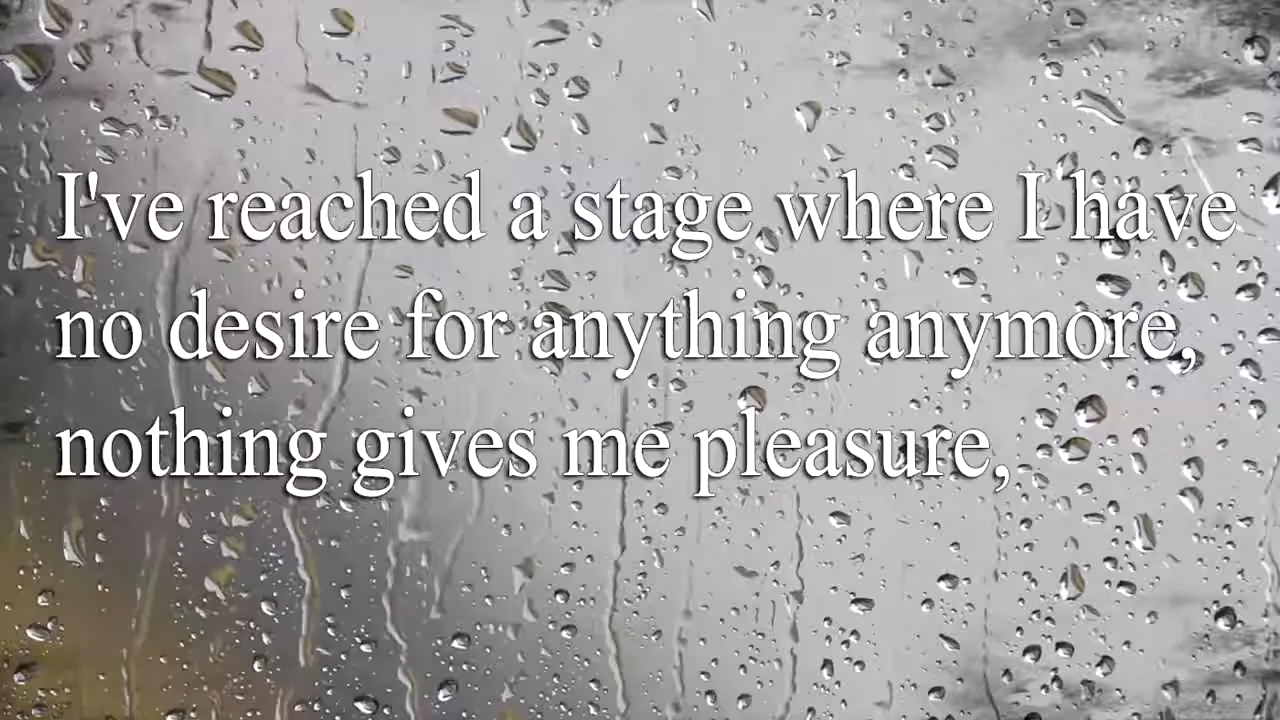 I've reached a stage where I have
no desire for anything anymore,
nothing gives me pleasure,